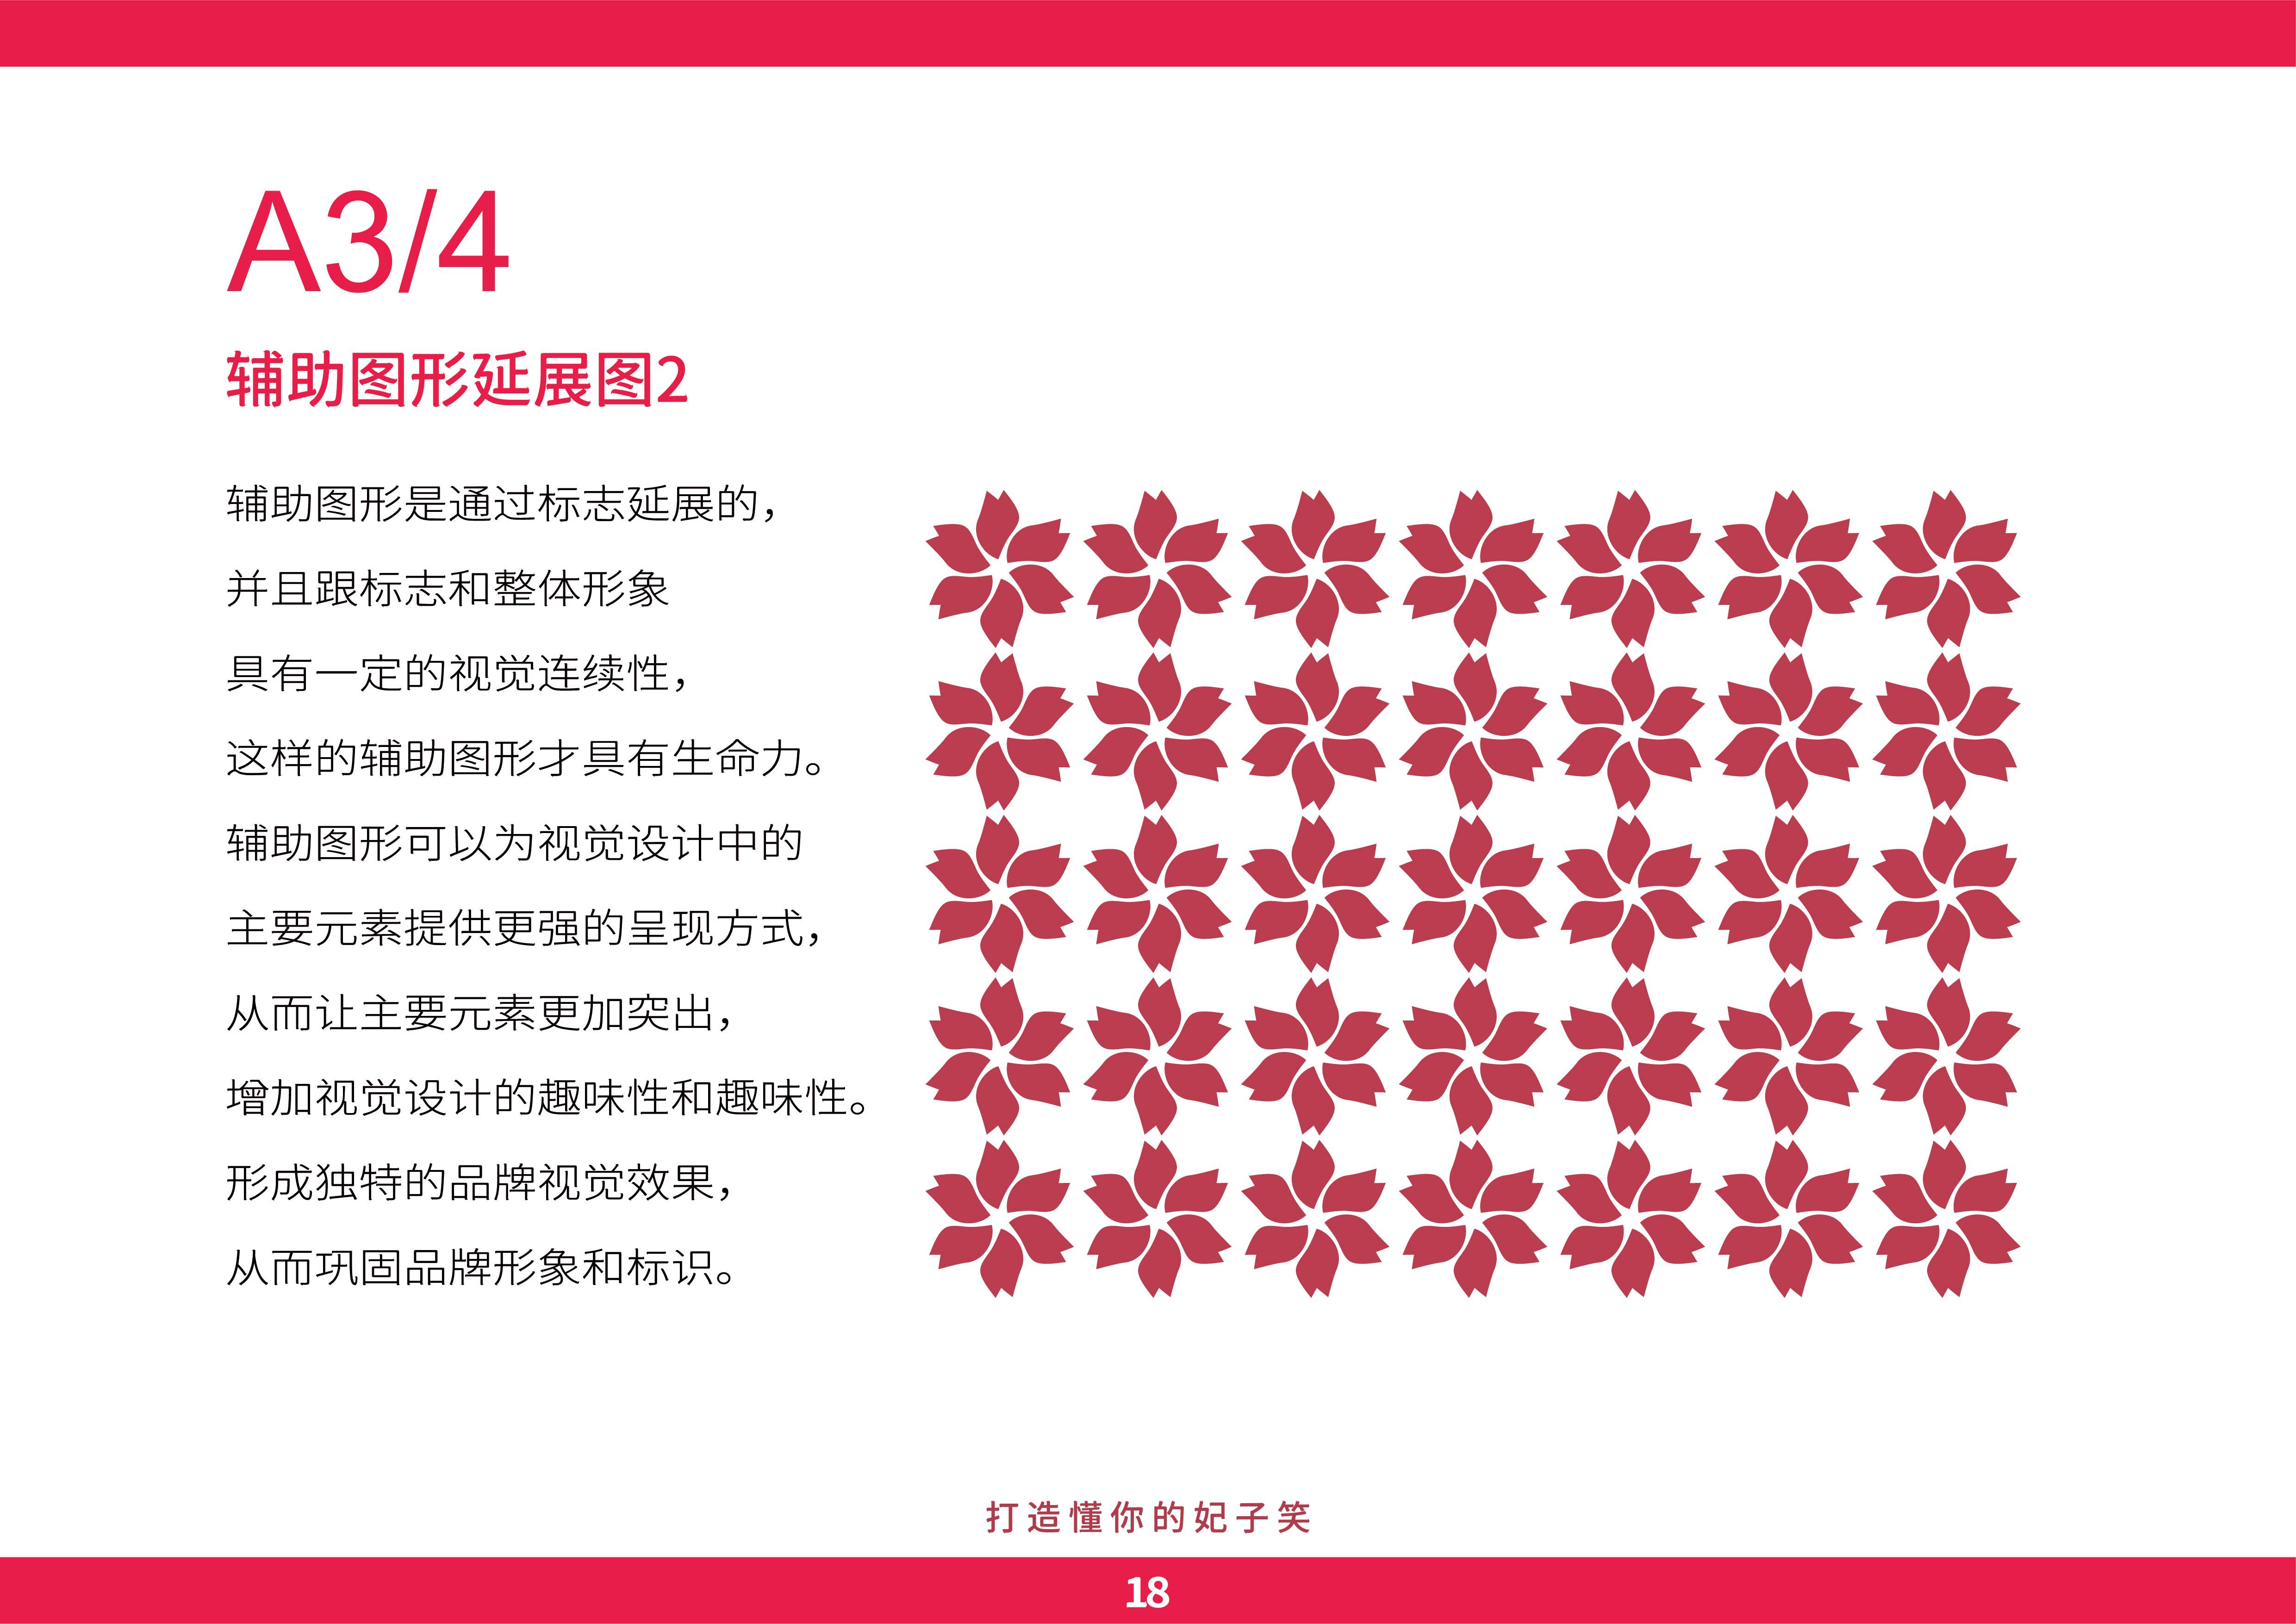 A3/4
辅助图形延展图2
辅助图形是通过标志延展的，
并且跟标志和整体形象
具有一定的视觉连续性，
这样的辅助图形才具有生命力。
辅助图形可以为视觉设计中的
主要元素提供更强的呈现方式，
从而让主要元素更加突出，
增加视觉设计的趣味性和趣味性。
形成独特的品牌视觉效果，
从而巩固品牌形象和标识。
打造懂你的妃子笑
18